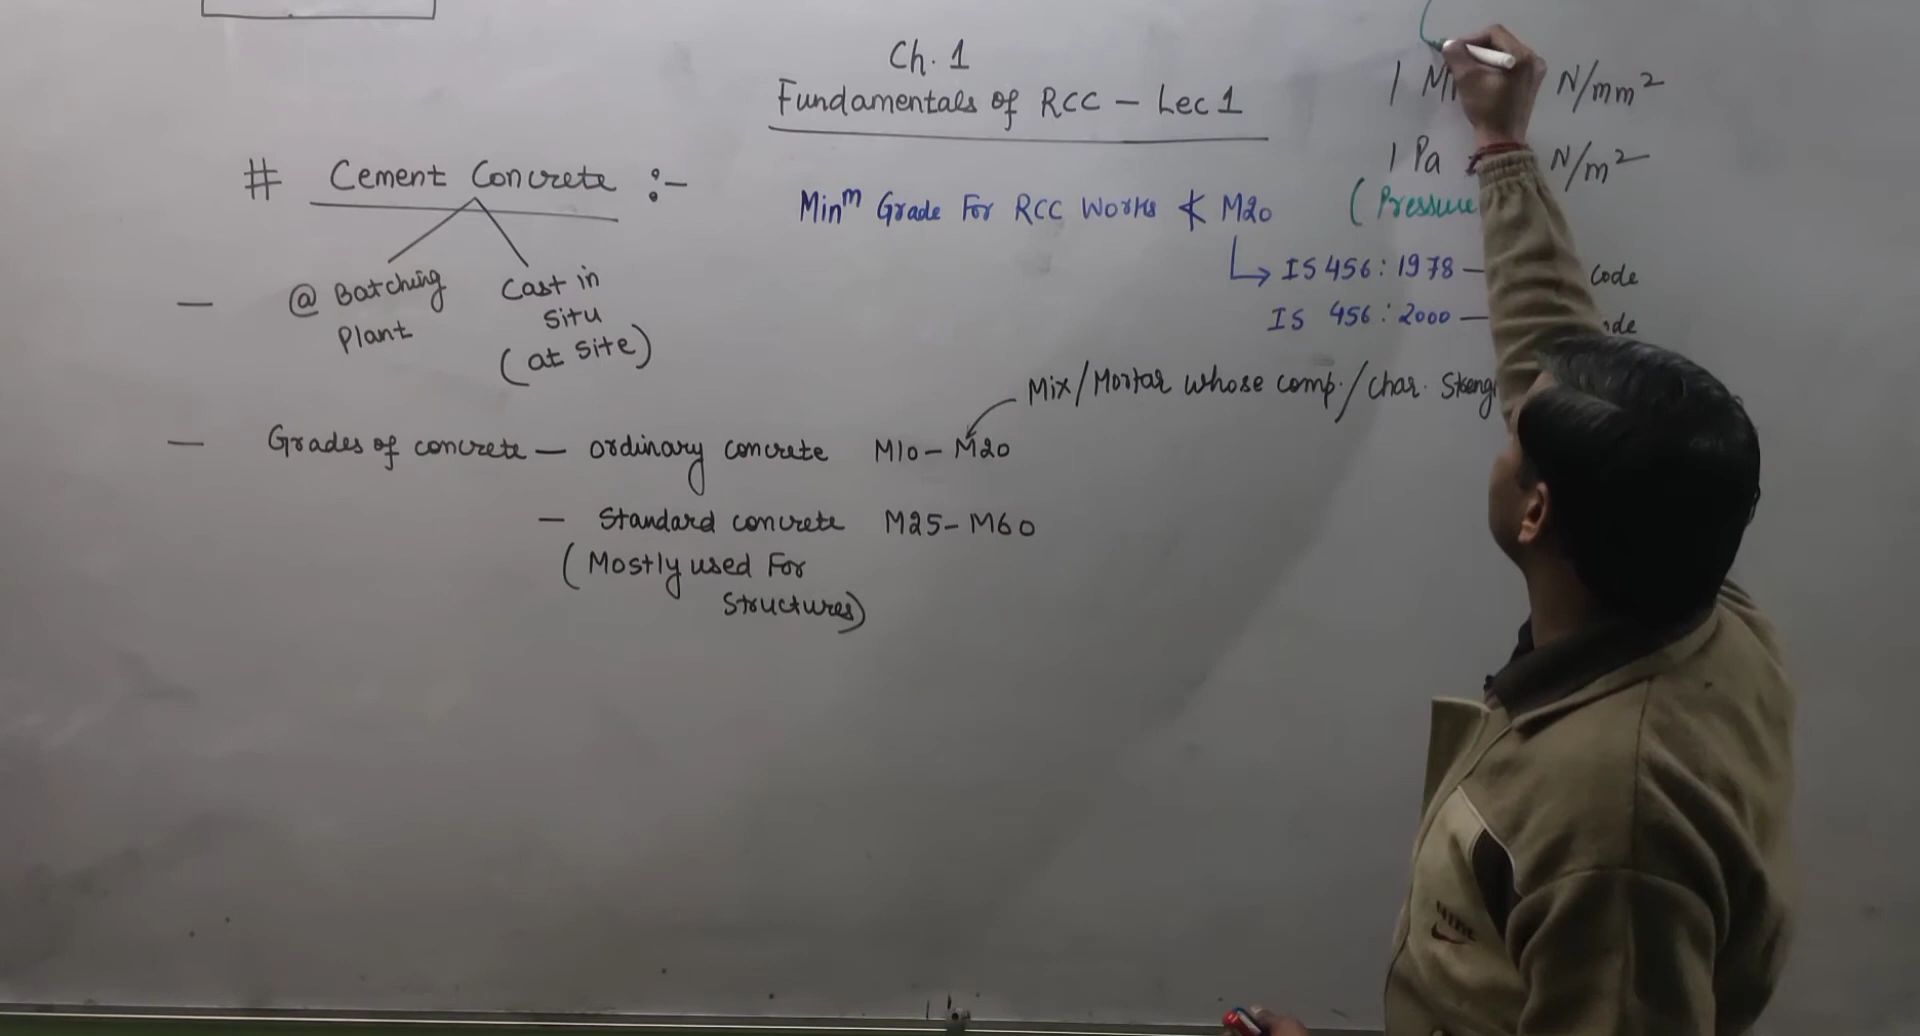 Ch. 1
Fundamentals of RCC - Lec 1
# Cement Concrete :-
@ Batching Plant
Cast in situ
(at site)
- Grades of concrete - ordinary concrete M10 - M20
- Standard concrete M25 - M60
(Mostly used For
Structures)
Min^m Grade For RCC Works ≮ M20
↳ IS 456 : 1978 - code
IS 456 : 2000 -
Mix/Mortar whose comp./char.
1 N/mm²
1 Pa N/m²
(Pressure